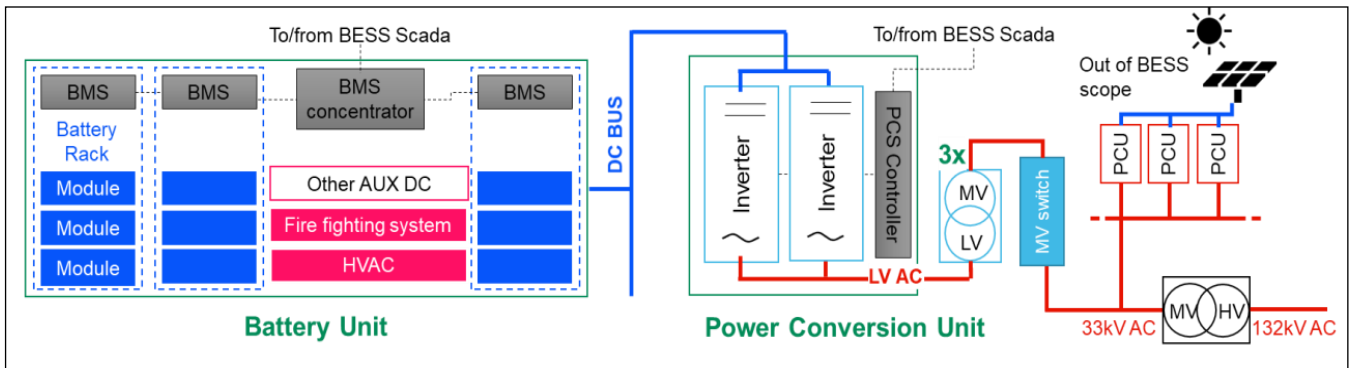 To/from BESS Scada
BMS
BMS
BMS
concentrator
BMS
Battery
Rack
Module
Module
Module
Other AUX DC
Fire fighting system
HVAC
Battery Unit
DC BUS
To/from BESS Scada
Inverter
Inverter
PCS Controller
LV AC
Power Conversion Unit
3x
MV
LV
MV switch
Out of BESS
scope
PCU
PCU
PCU
33kV AC
MV
HV
132kV AC